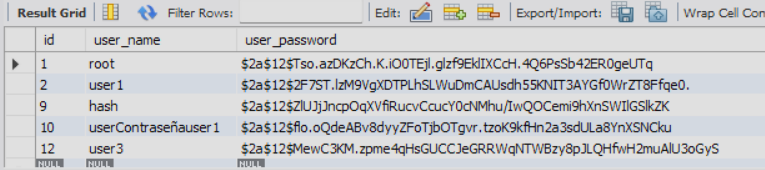 Result Grid Filter Rows: Edit: Export/Import: Wrap Cell Con
id user_name user_password
1 root $2a$12$Tso.azDKzCh.K.iO0TEjl.glzf9EklIXCcH.4Q6PsSb42ER0geUTq
2 user1 $2a$12$2F7ST.lzM9VgXDTPLhSLWuDmCAUsdh55KNIT3AYGf0WrZT8Ffqe0.
9 hash $2a$12$ZlUJjJncpOqXVfiRucvCcucY0cNMhu/IwQOCemi9hXnSWIlGSlkZK
10 userContraseñauser1 $2a$12$flo.oQdeABv8dyyZFoTjbOTgvr.tzoK9kfHn2a3sdULa8YnXSNCku
12 user3 $2a$12$MewC3KM.zpme4qHsGUCCJeGRRWqNTWBzy8pJLQHfwH2muAlU3oGyS
NULL NULL NULL